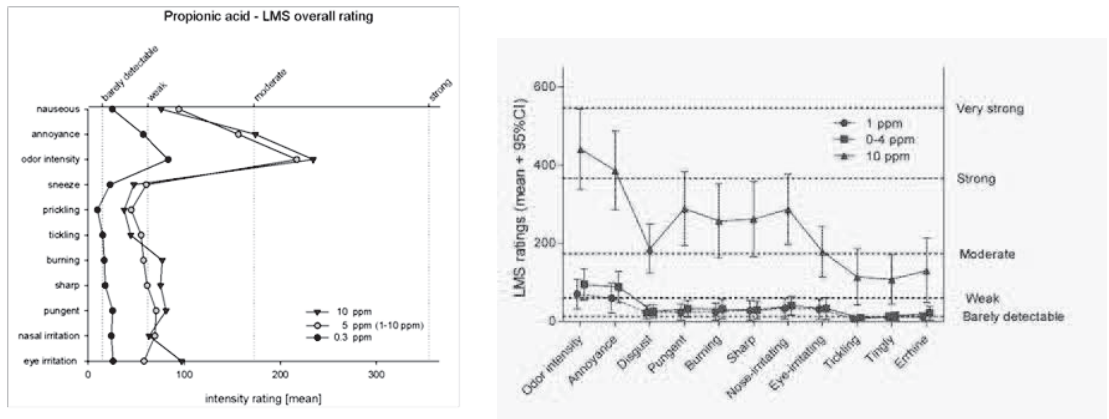 Propionic acid - LMS overall rating
barely detectable
weak
moderate
strong
nauseous
annoyance
odor intensity
sneeze
prickling
tickling
burning
sharp
pungent
nasal irritation
eye irritation
10 ppm
5 ppm (1-10 ppm)
0.3 ppm
0 100 200 300
intensity rating [mean]
LMS ratings (mean + 95%CI)
600
400
200
0
1 ppm
0-4 ppm
10 ppm
Very strong
Strong
Moderate
Weak
Barely detectable
Odor intensity
Annoyance
Disgust
Pungent
Burning
Sharp
Nose-irritating
Eye-irritating
Tickling
Tingly
Errhine